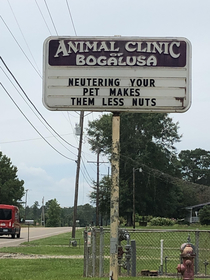 ANIMAL CLINIC
OF
BOGALUSA
NEUTERING YOUR
PET MAKES
THEM LESS NUTS